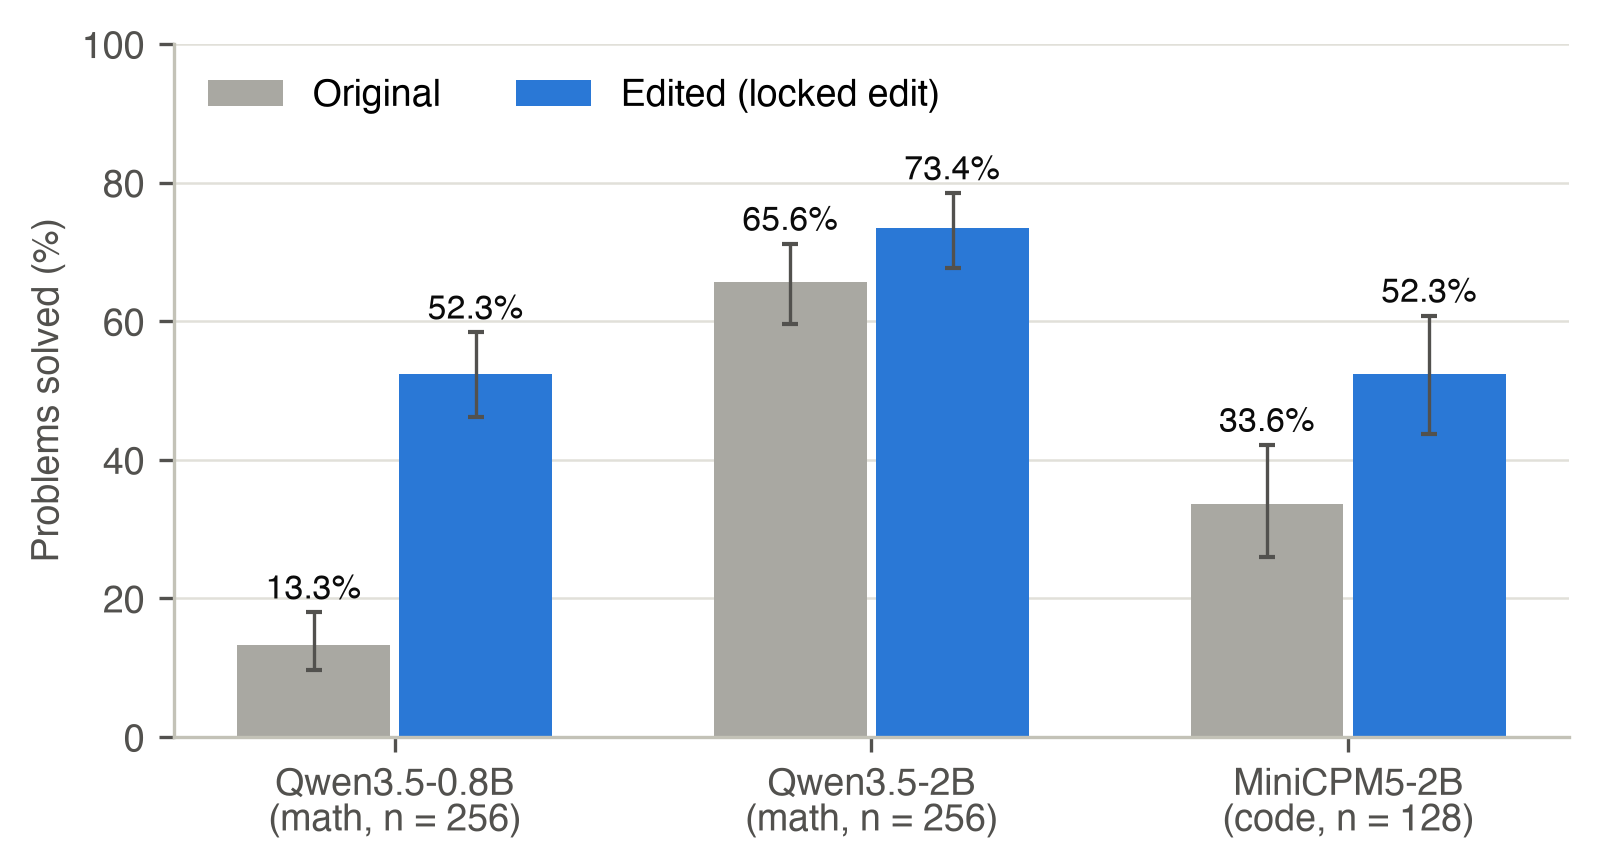 100
80
60
40
20
0
Problems solved (%)
Original
Edited (locked edit)
13.3%
52.3%
65.6%
73.4%
33.6%
52.3%
Qwen3.5-0.8B
(math, n = 256)
Qwen3.5-2B
(math, n = 256)
MiniCPM5-2B
(code, n = 128)